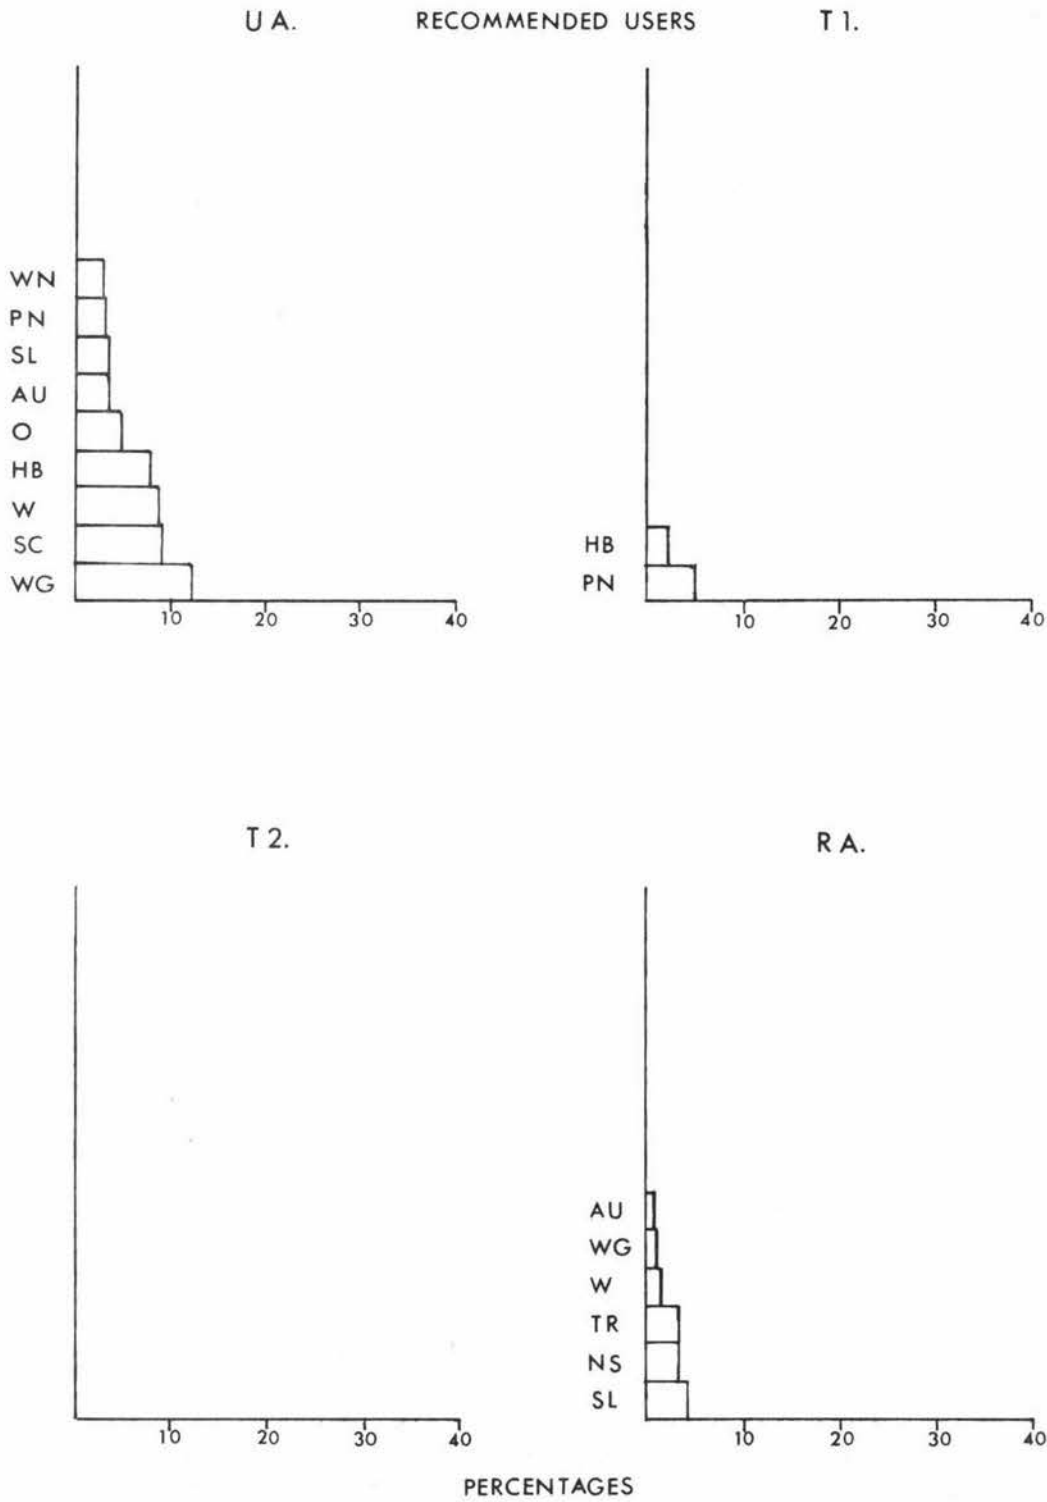 U A. RECOMMENDED USERS T 1.
WN
PN
SL
AU
O
HB
W
SC
WG
10 20 30 40
HB
PN
10 20 30 40
T 2.
10 20 30 40
R A.
AU
WG
W
TR
NS
SL
10 20 30 40
PERCENTAGES